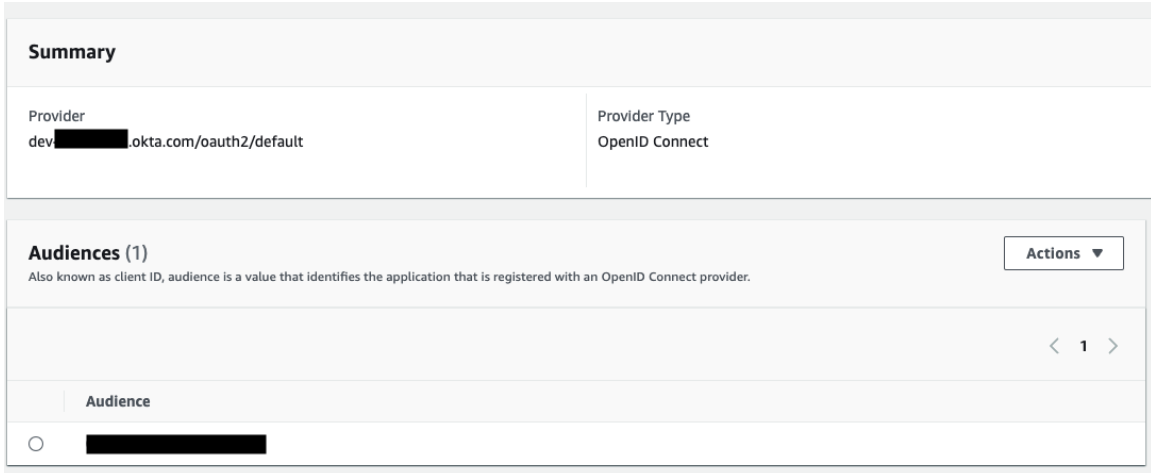 Summary
Provider
Provider Type
dev-.okta.com/oauth2/default
OpenID Connect
Audiences (1)
Actions
Also known as client ID, audience is a value that identifies the application that is registered with an OpenID Connect provider.
1
Audience